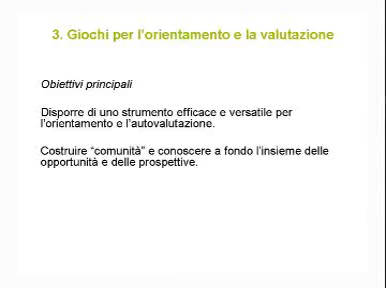 3. Giochi per l'orientamento e la valutazione
Obiettivi principali
Disporre di uno strumento efficace e versatile per
l'orientamento e l'autovalutazione.
Costruire "comunità" e conoscere a fondo l'insieme delle
opportunità e delle prospettive.